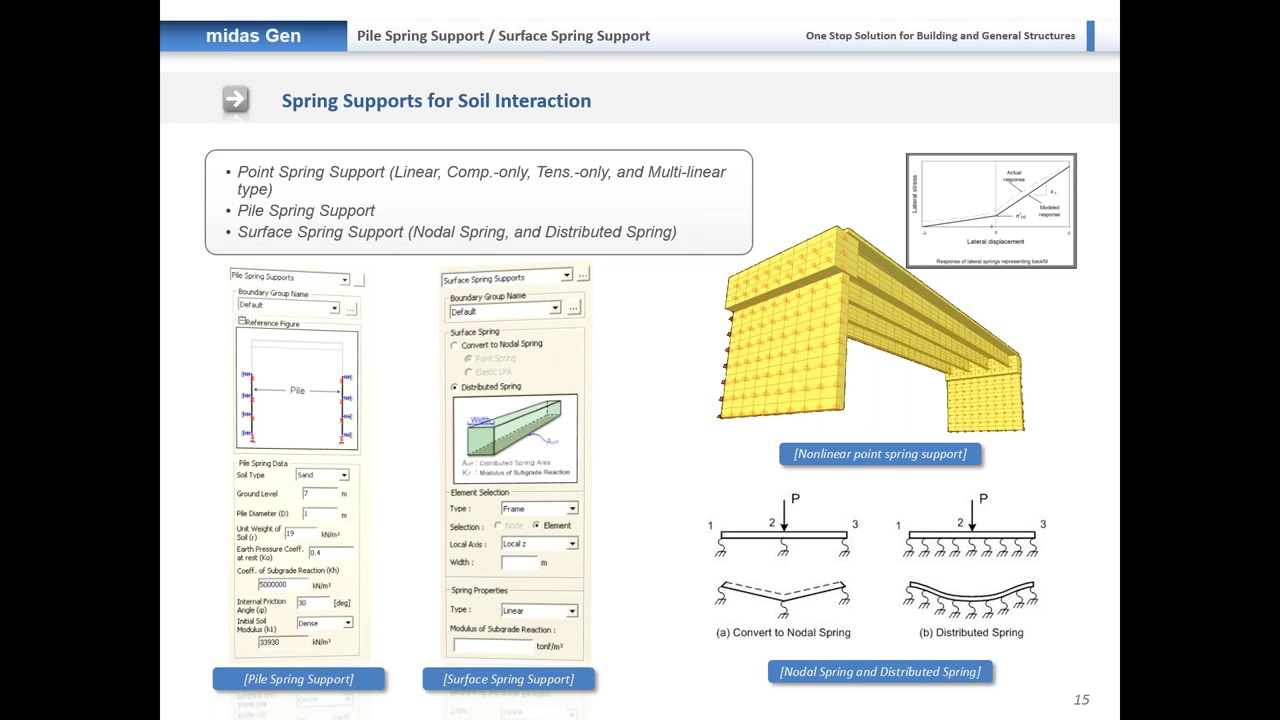 midas Gen
Pile Spring Support / Surface Spring Support
One Stop Solution for Building and General Structures
Spring Supports for Soil Interaction
• Point Spring Support (Linear, Comp.-only, Tens.-only, and Multi-linear
type)
• Pile Spring Support
• Surface Spring Support (Nodal Spring, and Distributed Spring)
Pile Spring Supports
Boundary Group Name
Default
Reference Figure
Pile
Pile Spring Data
Soil Type Sand
Ground Level 7 m
Pile Diameter (D) 1 m
Unit Weight of
Soil (r) 19 kN/m³
Earth Pressure Coeff.
at rest (Ko) 0.4
Coeff. of Subgrade Reaction (Kh)
5000000 kN/m³
Internal Friction
Angle (φ) 30 [deg]
Initial Soil
Modulus (k1) Dense
33930 kN/m³
[Pile Spring Support]
Surface Spring Supports
Boundary Group Name
Default
Surface Spring
Convert to Nodal Spring
Point Spring
Elastic Link
Distributed Spring
Width
: Distributed Spring Area
: Modulus of Subgrade Reaction
Element Selection
Type : Frame
Selection : Node Element
Local Axis : Local z
Width : m
Spring Properties
Type : Linear
Modulus of Subgrade Reaction :
tonf/m³
[Surface Spring Support]
Lateral stress
Actual
response
Modeled
response
0
Lateral displacement
Response of lateral springs representing backfill
[Nonlinear point spring support]
P
1 2 3
(a) Convert to Nodal Spring
P
1 2 3
(b) Distributed Spring
[Nodal Spring and Distributed Spring]
15